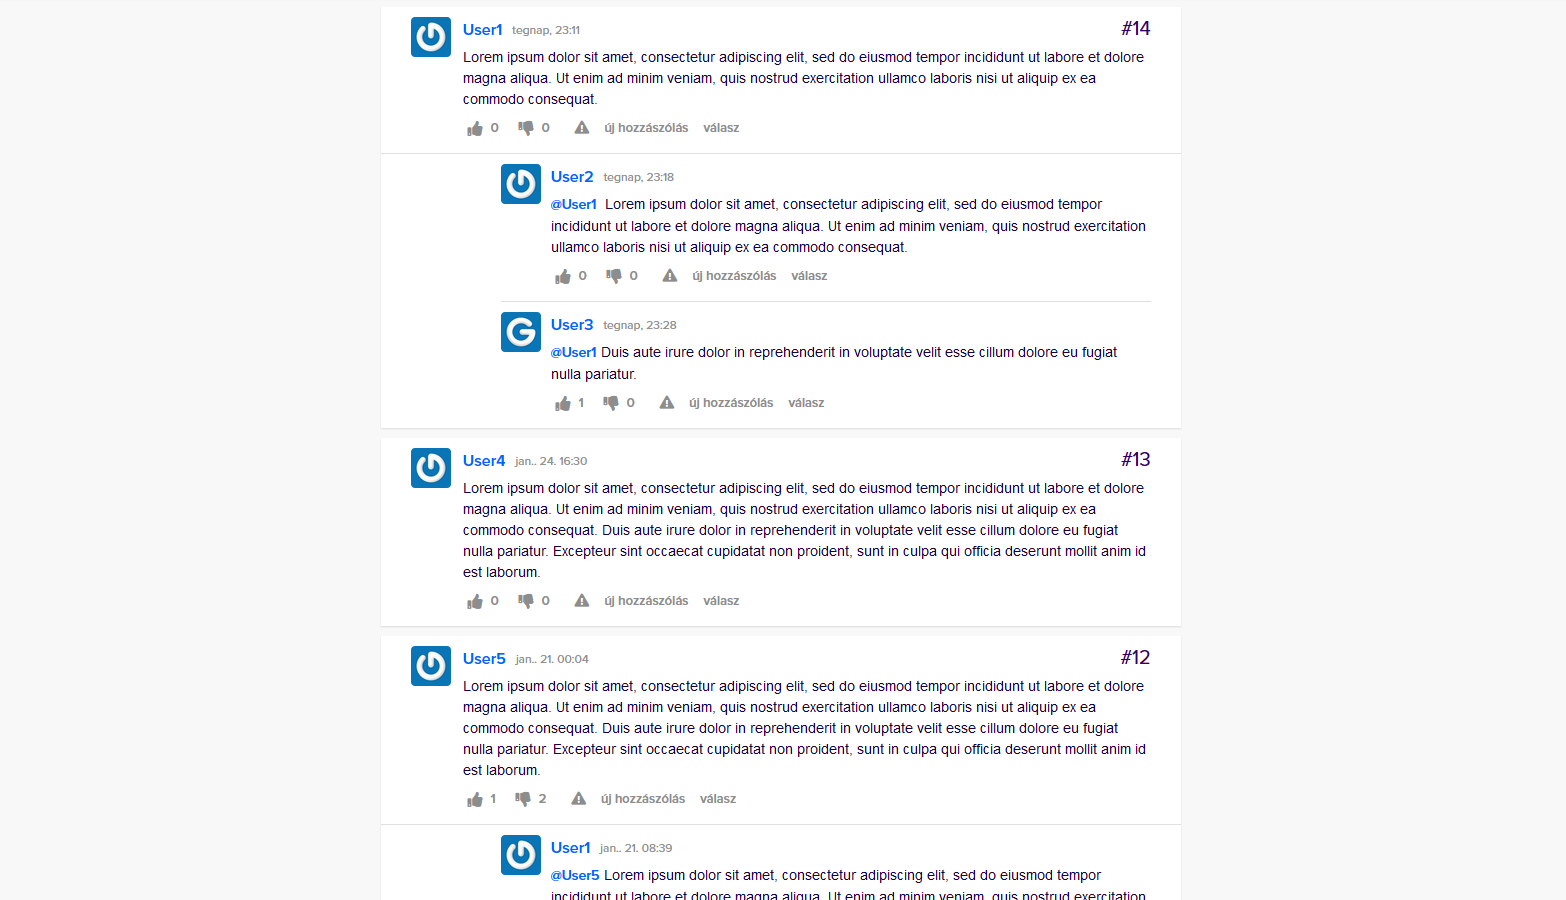 User1 tegnap, 23:11 #14
Lorem ipsum dolor sit amet, consectetur adipiscing elit, sed do eiusmod tempor incididunt ut labore et dolore
magna aliqua. Ut enim ad minim veniam, quis nostrud exercitation ullamco laboris nisi ut aliquip ex ea
commodo consequat.
0 0 új hozzászólás válasz
User2 tegnap, 23:18
@User1 Lorem ipsum dolor sit amet, consectetur adipiscing elit, sed do eiusmod tempor
incididunt ut labore et dolore magna aliqua. Ut enim ad minim veniam, quis nostrud exercitation
ullamco laboris nisi ut aliquip ex ea commodo consequat.
0 0 új hozzászólás válasz
User3 tegnap, 23:28
@User1 Duis aute irure dolor in reprehenderit in voluptate velit esse cillum dolore eu fugiat
nulla pariatur.
1 0 új hozzászólás válasz
User4 jan.. 24. 16:30 #13
Lorem ipsum dolor sit amet, consectetur adipiscing elit, sed do eiusmod tempor incididunt ut labore et dolore
magna aliqua. Ut enim ad minim veniam, quis nostrud exercitation ullamco laboris nisi ut aliquip ex ea
commodo consequat. Duis aute irure dolor in reprehenderit in voluptate velit esse cillum dolore eu fugiat
nulla pariatur. Excepteur sint occaecat cupidatat non proident, sunt in culpa qui officia deserunt mollit anim id
est laborum.
0 0 új hozzászólás válasz
User5 jan.. 21. 00:04 #12
Lorem ipsum dolor sit amet, consectetur adipiscing elit, sed do eiusmod tempor incididunt ut labore et dolore
magna aliqua. Ut enim ad minim veniam, quis nostrud exercitation ullamco laboris nisi ut aliquip ex ea
commodo consequat. Duis aute irure dolor in reprehenderit in voluptate velit esse cillum dolore eu fugiat
nulla pariatur. Excepteur sint occaecat cupidatat non proident, sunt in culpa qui officia deserunt mollit anim id
est laborum.
1 2 új hozzászólás válasz
User1 jan.. 21. 08:39
@User5 Lorem ipsum dolor sit amet, consectetur adipiscing elit, sed do eiusmod tempor
incididunt ut labore et dolore magna aliqua. Ut enim ad minim veniam, quis nostrud exercitation